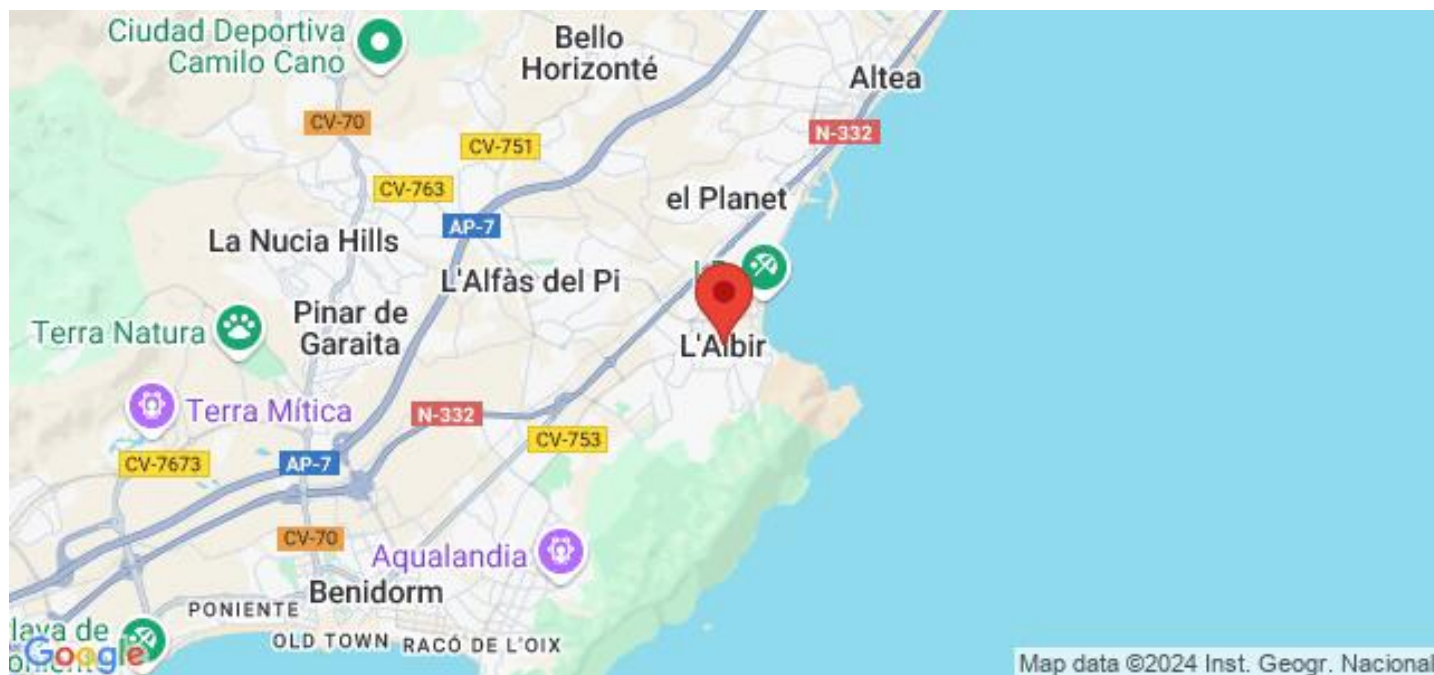 Ciudad Deportiva
Camilo Cano
Bello
Horizonté
Altea
CV-70
N-332
CV-751
CV-763
el Planet
AP-7
La Nucia Hills
L'Alfàs del Pi
Pinar de
Garaita
Terra Natura
L'Albir
Terra Mítica
N-332
CV-753
CV-7673
AP-7
CV-70
Aqualandia
Benidorm
PONIENTE
OLD TOWN
RACÓ DE L'OIX
laya de
Google
Map data ©2024 Inst. Geogr. Nacional